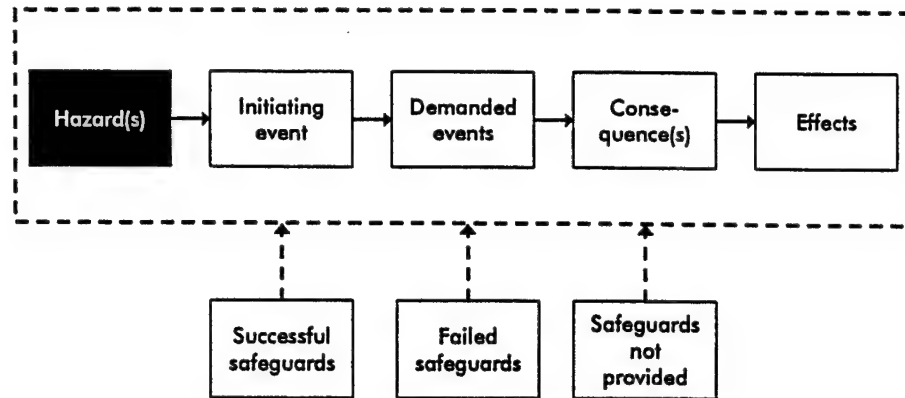 Hazard(s)
Initiating
event
Demanded
events
Conse-
quence(s)
Effects
Successful
safeguards
Failed
safeguards
Safeguards
not
provided